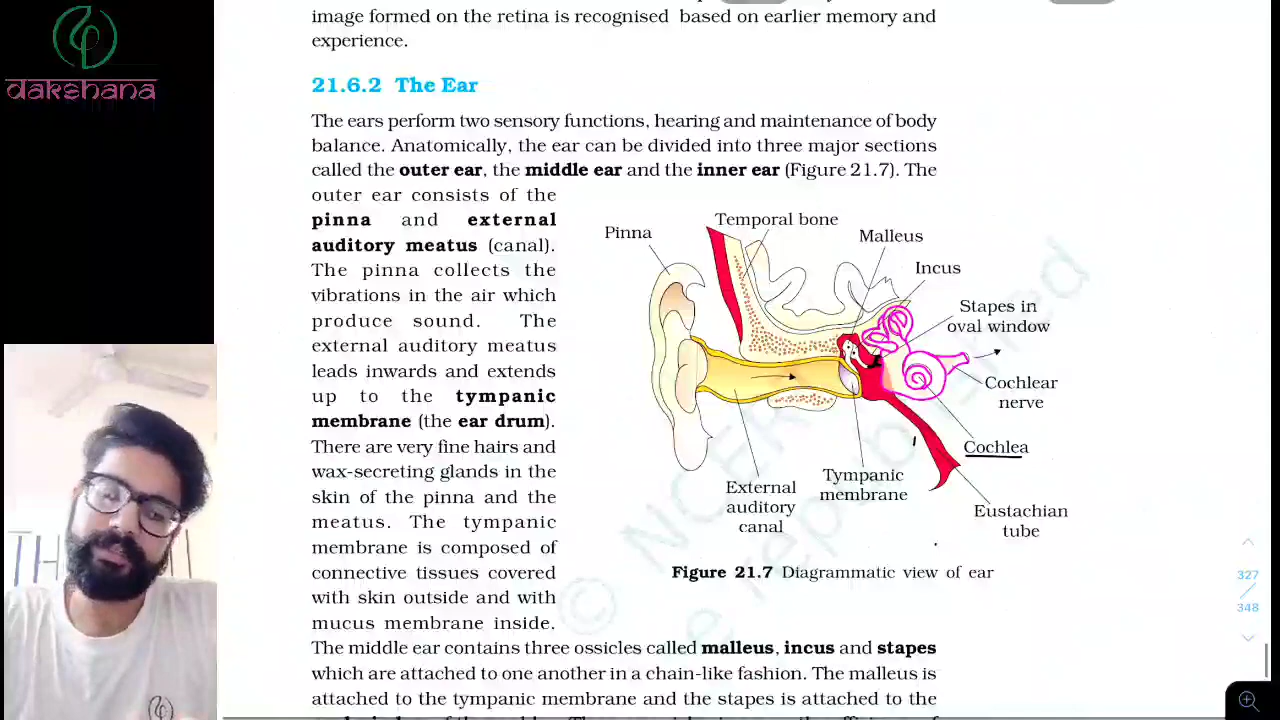 image formed on the retina is recognised based on earlier memory and
experience.
dakshana
21.6.2 The Ear
The ears perform two sensory functions, hearing and maintenance of body
balance. Anatomically, the ear can be divided into three major sections
called the outer ear, the middle ear and the inner ear (Figure 21.7). The
outer ear consists of the
pinna and external
auditory meatus (canal).
The pinna collects the
vibrations in the air which
produce sound. The
external auditory meatus
leads inwards and extends
up to the tympanic
membrane (the ear drum).
There are very fine hairs and
wax-secreting glands in the
skin of the pinna and the
meatus. The tympanic
membrane is composed of
connective tissues covered
with skin outside and with
mucus membrane inside.
The middle ear contains three ossicles called malleus, incus and stapes
which are attached to one another in a chain-like fashion. The malleus is
attached to the tympanic membrane and the stapes is attached to the
Pinna
Temporal bone
Malleus
Incus
Stapes in
oval window
Cochlear
nerve
Cochlea
Eustachian
tube
Tympanic
membrane
External
auditory
canal
Figure 21.7 Diagrammatic view of ear
327
348